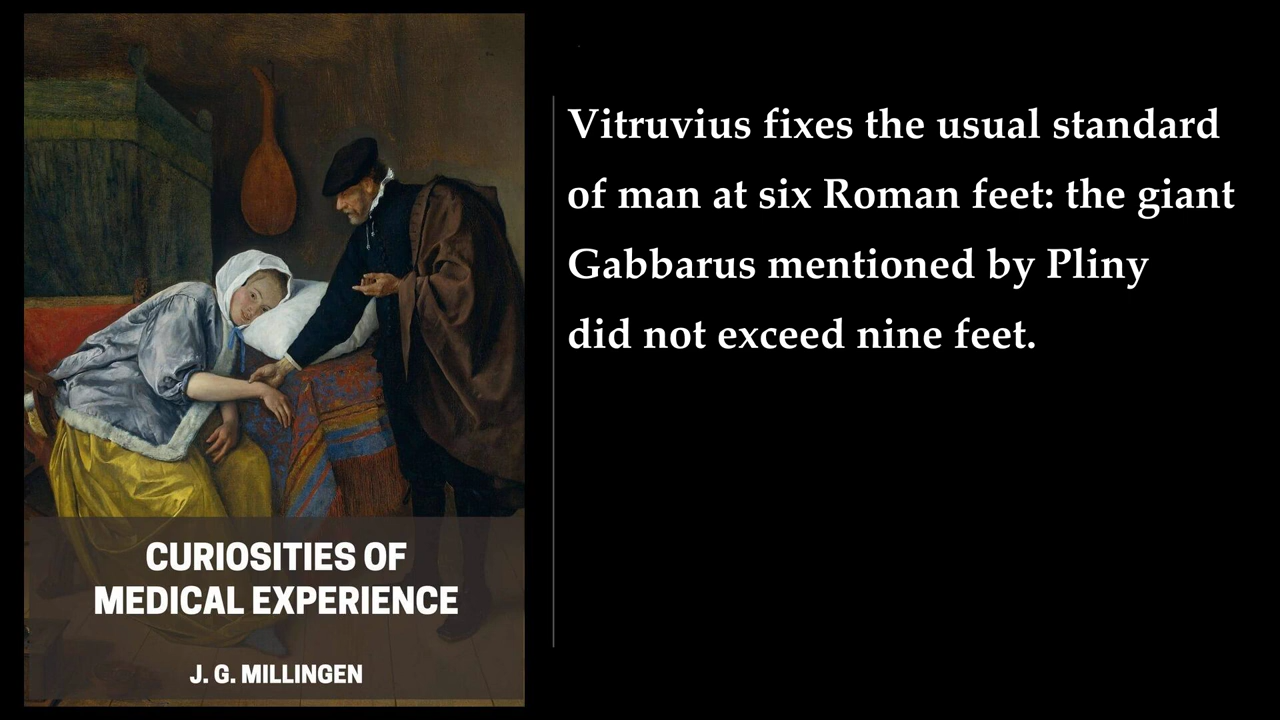 Vitruvius fixes the usual standard
of man at six Roman feet: the giant
Gabbarus mentioned by Pliny
did not exceed nine feet.
CURIOSITIES OF
MEDICAL EXPERIENCE
J. G. MILLINGEN